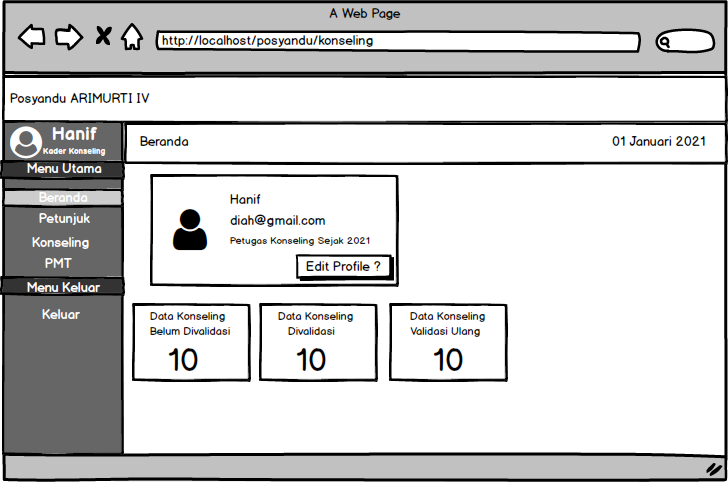 A Web Page
http://localhost/posyandu/konseling
Posyandu ARIMURTI IV
Hanif
Kader Konseling
Menu Utama
Beranda
Petunjuk
Konseling
PMT
Menu Keluar
Keluar
Beranda
01 Januari 2021
Hanif
diah@gmail.com
Petugas Konseling Sejak 2021
Edit Profile ?
Data Konseling
Belum Divalidasi
10
Data Konseling
Divalidasi
10
Data Konseling
Validasi Ulang
10